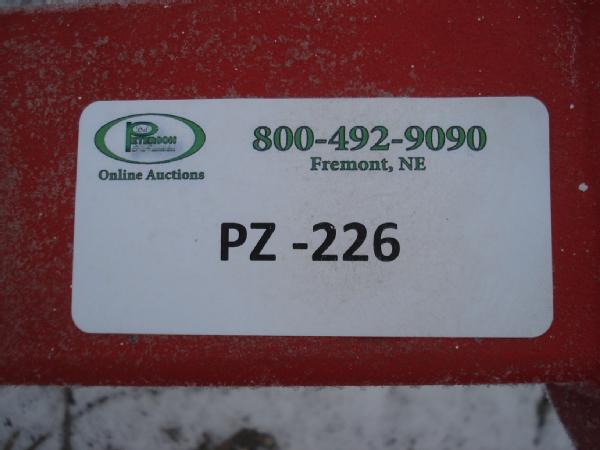 PETERSON
Online Auctions
800-492-9090
Fremont, NE
PZ -226